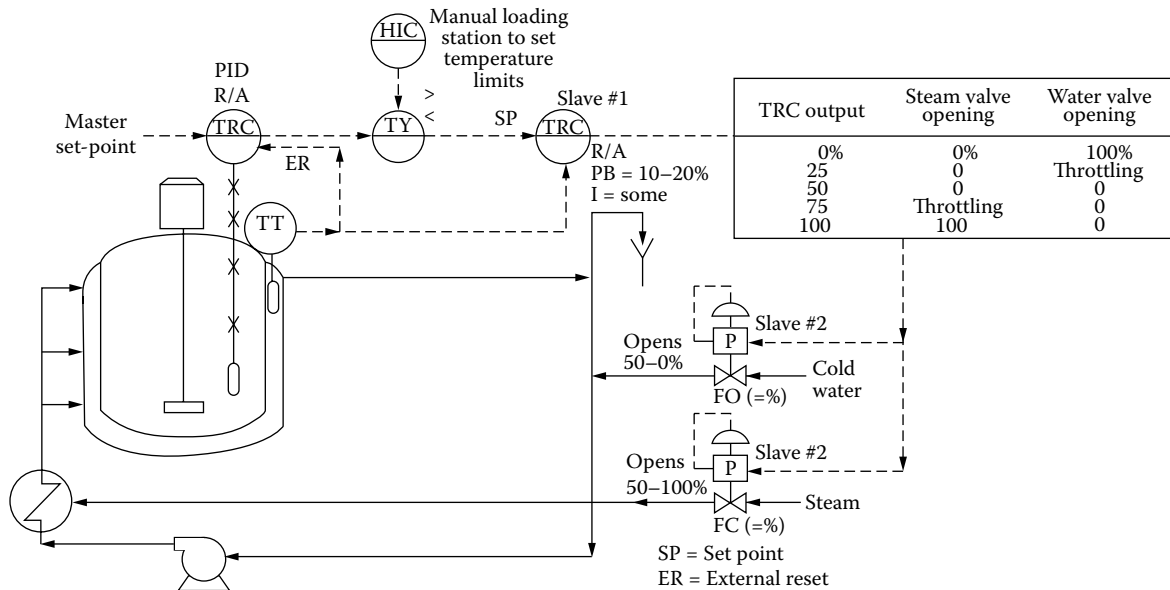 HIC
Manual loading
station to set
temperature
limits
PID
R/A
Master
set-point
TRC
ER
>
<
TY
SP
Slave #1
TRC
R/A
PB = 10–20%
I = some
TRC output
Steam valve
opening
Water valve
opening
0% 0% 100%
25 0 Throttling
50 0 0
75 Throttling 0
100 100 0
TT
Slave #2
P
Opens
50–0%
Cold
water
FO (=%)
Slave #2
P
Opens
50–100%
Steam
FC (=%)
SP = Set point
ER = External reset